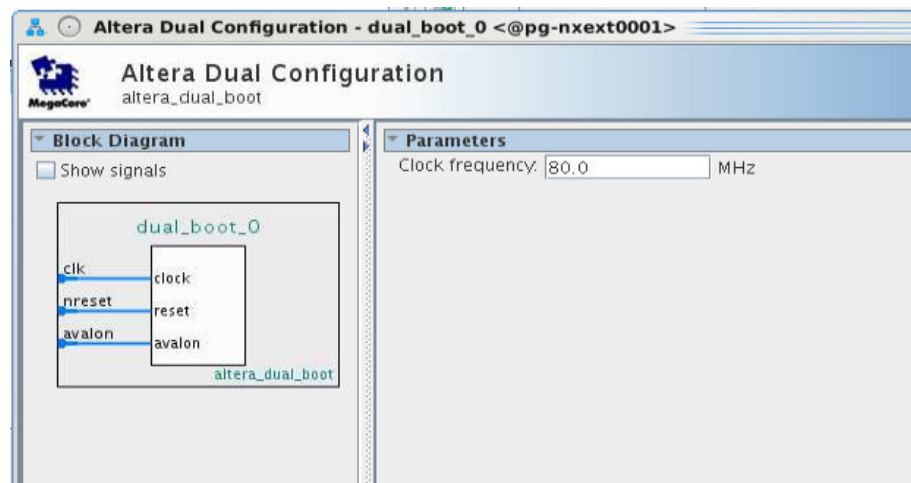 Altera Dual Configuration - dual_boot_0 <@pg-nxext0001>
MegaCore®
Altera Dual Configuration
altera_dual_boot
Block Diagram
Show signals
dual_boot_0
clk
clock
nreset
reset
avalon
avalon
altera_dual_boot
Parameters
Clock frequency: 80.0 MHz